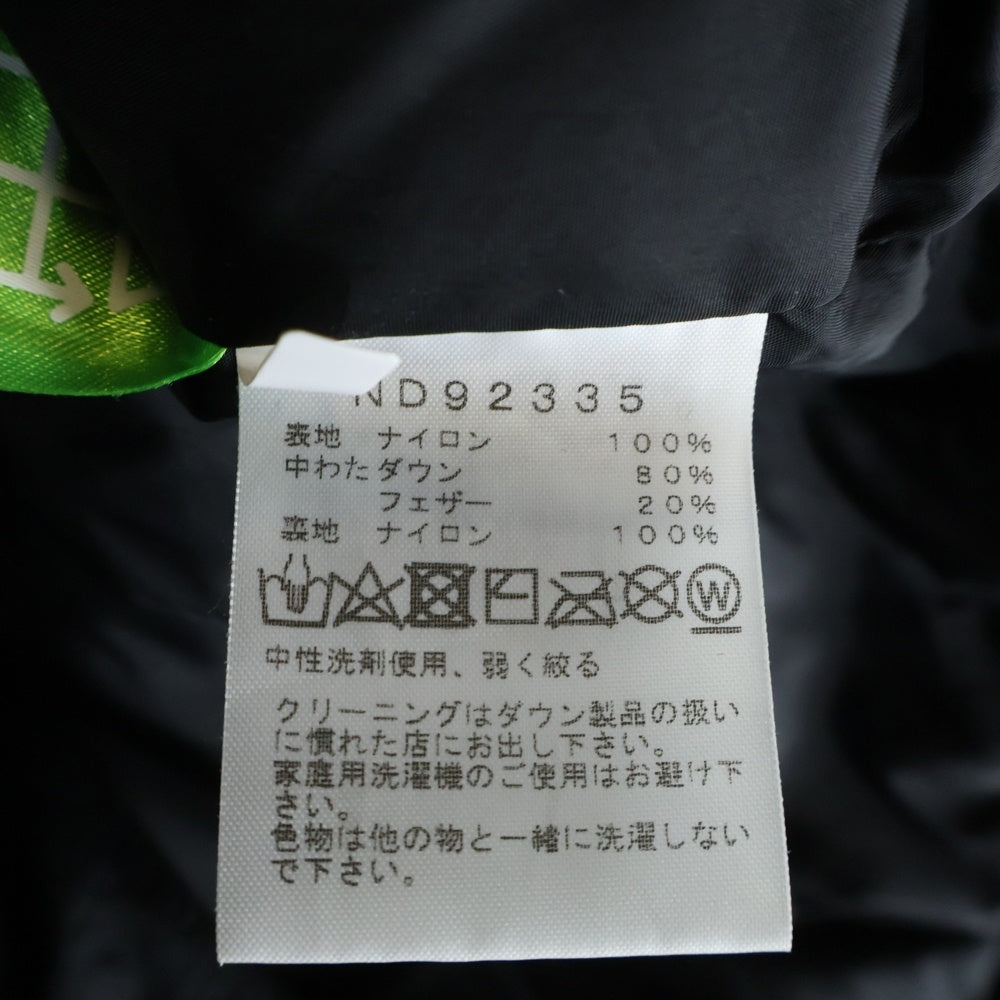 ND92335
表地 ナイロン 100%
中わた ダウン 80%
フェザー 20%
裏地 ナイロン 100%
W
中性洗剤使用、弱く絞る
クリーニングはダウン製品の扱い
に慣れた店にお出し下さい。
家庭用洗濯機のご使用はお避け下
さい。
色物は他の物と一緒に洗濯しない
で下さい。